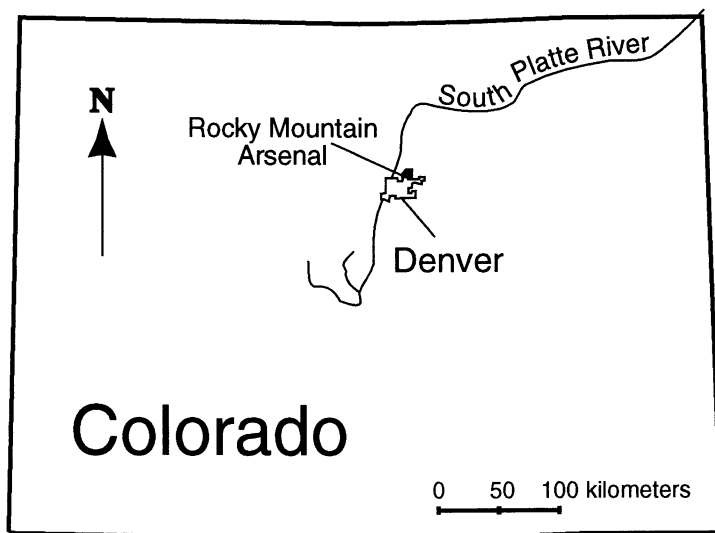 South Platte River
N
Rocky Mountain
Arsenal
Denver
Colorado
0 50 100 kilometers